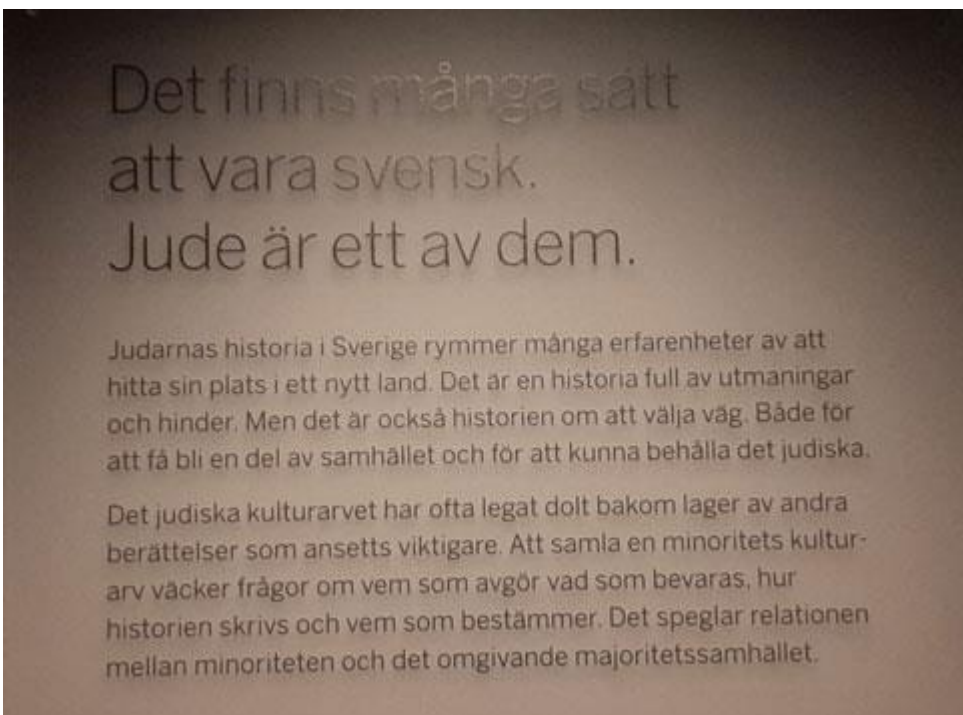 Det finns många sätt
att vara svensk.
Jude är ett av dem.
Judarnas historia i Sverige rymmer många erfarenheter av att
hitta sin plats i ett nytt land. Det är en historia full av utmaningar
och hinder. Men det är också historien om att välja väg. Både för
att få bli en del av samhället och för att kunna behålla det judiska.
Det judiska kulturarvet har ofta legat dolt bakom lager av andra
berättelser som ansetts viktigare. Att samla en minoritets kultur-
arv väcker frågor om vem som avgör vad som bevaras, hur
historien skrivs och vem som bestämmer. Det speglar relationen
mellan minoriteten och det omgivande majoritetssamhället.